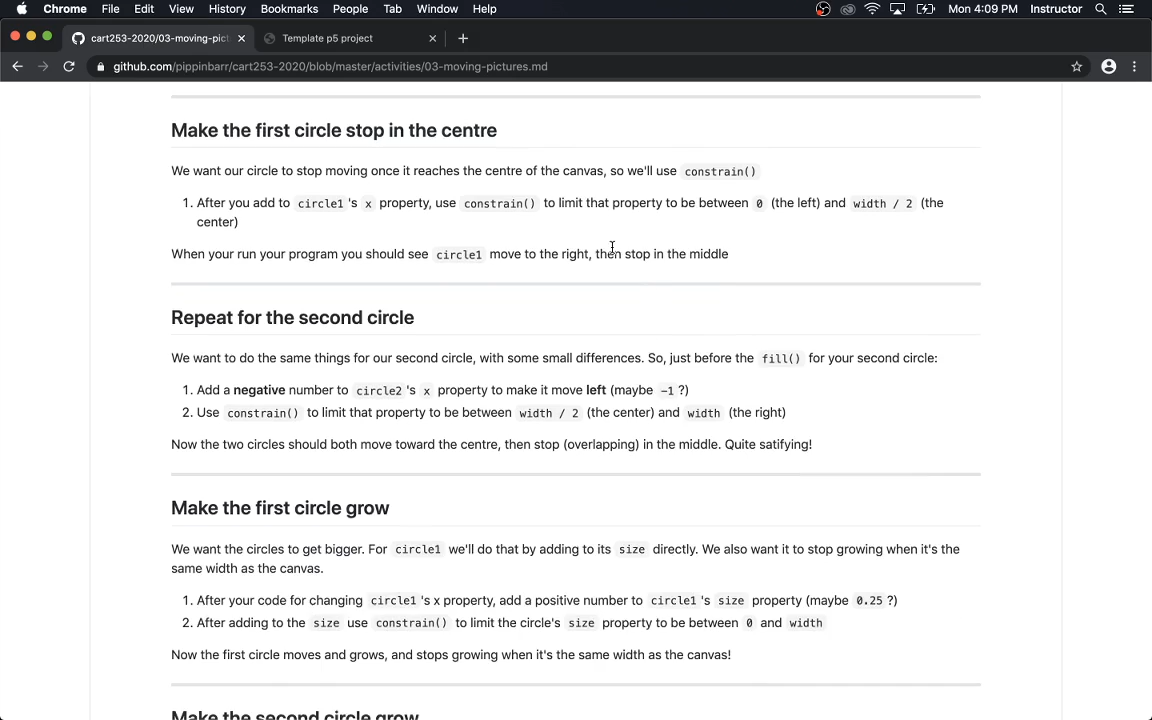 Chrome File Edit View History Bookmarks People Tab Window Help Mon 4:09 PM Instructor
cart253-2020/03-moving-pict Template p5 project
github.com/pippinbarr/cart253-2020/blob/master/activities/03-moving-pictures.md
Make the first circle stop in the centre
We want our circle to stop moving once it reaches the centre of the canvas, so we'll use constrain()
1. After you add to circle1 's x property, use constrain() to limit that property to be between 0 (the left) and width / 2 (the
center)
When your run your program you should see circle1 move to the right, then stop in the middle
Repeat for the second circle
We want to do the same things for our second circle, with some small differences. So, just before the fill() for your second circle:
1. Add a negative number to circle2 's x property to make it move left (maybe -1 ?)
2. Use constrain() to limit that property to be between width / 2 (the center) and width (the right)
Now the two circles should both move toward the centre, then stop (overlapping) in the middle. Quite satifying!
Make the first circle grow
We want the circles to get bigger. For circle1 we'll do that by adding to its size directly. We also want it to stop growing when it's the
same width as the canvas.
1. After your code for changing circle1 's x property, add a positive number to circle1 's size property (maybe 0.25 ?)
2. After adding to the size use constrain() to limit the circle's size property to be between 0 and width
Now the first circle moves and grows, and stops growing when it's the same width as the canvas!
Make the second circle grow